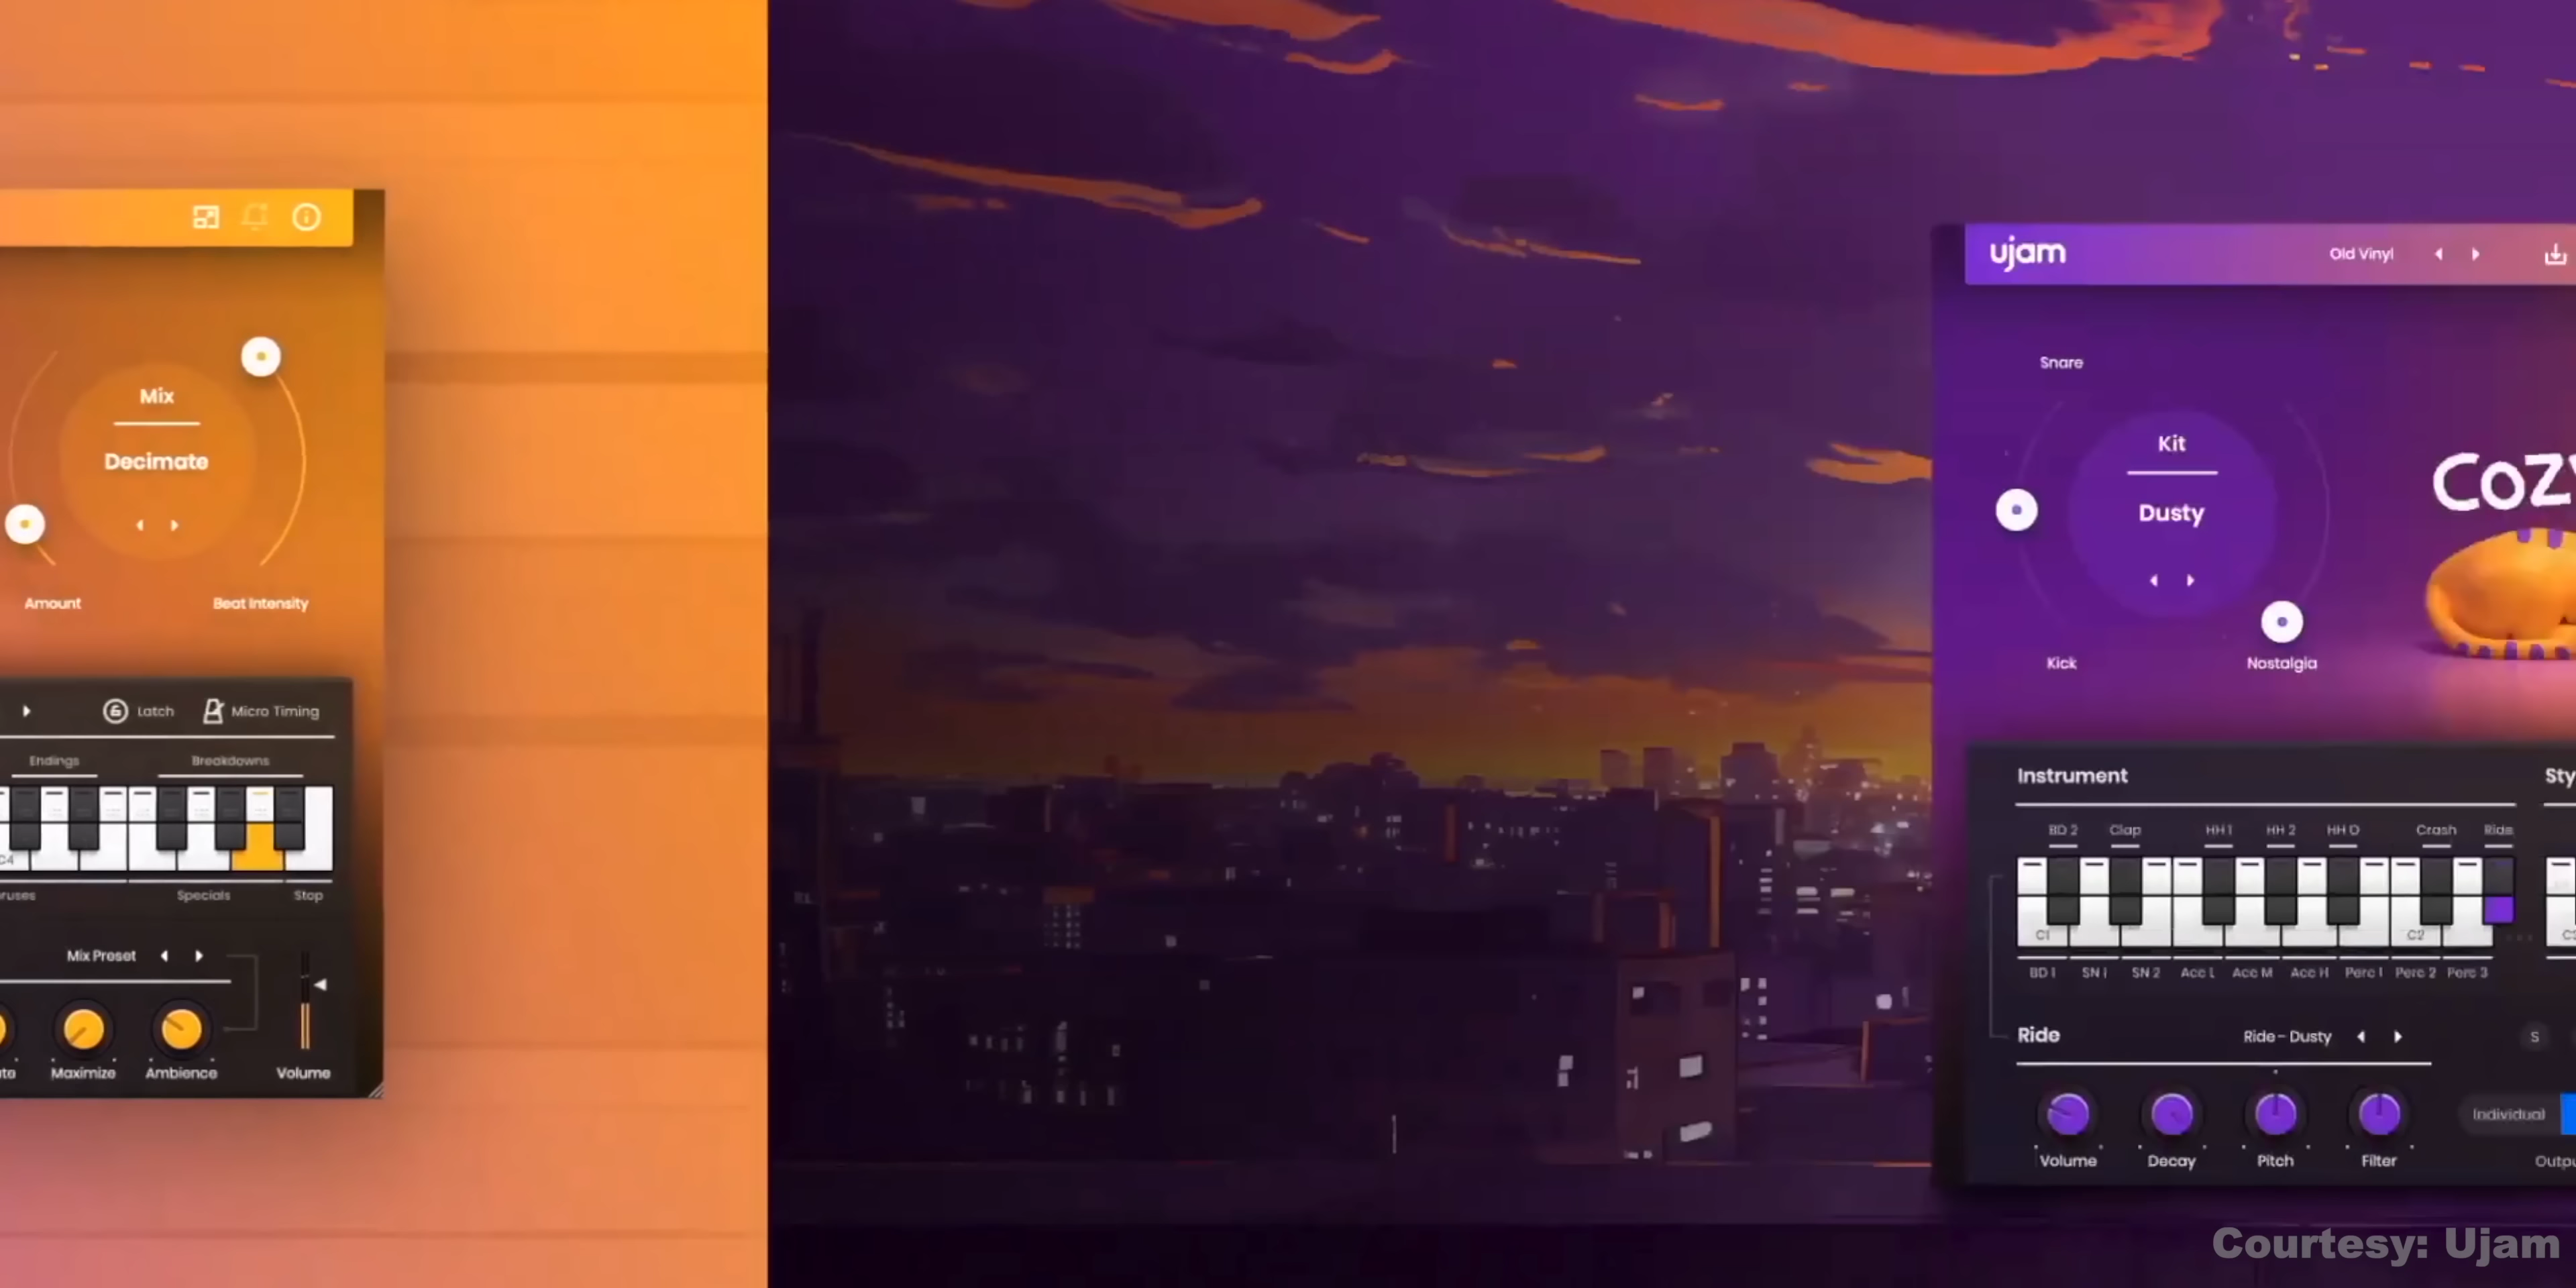 Mix
Decimate
Amount
Beat Intensity
Latch
Micro Timing
Endings
Breakdowns
C4
Specials
Stop
Mix Preset
Maximize
Ambience
Volume
ujam
Old Vinyl
Snare
Kit
Dusty
Kick
Nostalgia
Instrument
BD 2 Clap HH 1 HH 2 HH O Crash Ride
C1 C2
BD 1 SN 1 SN 2 Acc L Acc M Acc H Perc 1 Perc 2 Perc 3
Ride
Ride - Dusty
S
Individual
Volume Decay Pitch Filter
Courtesy: Ujam